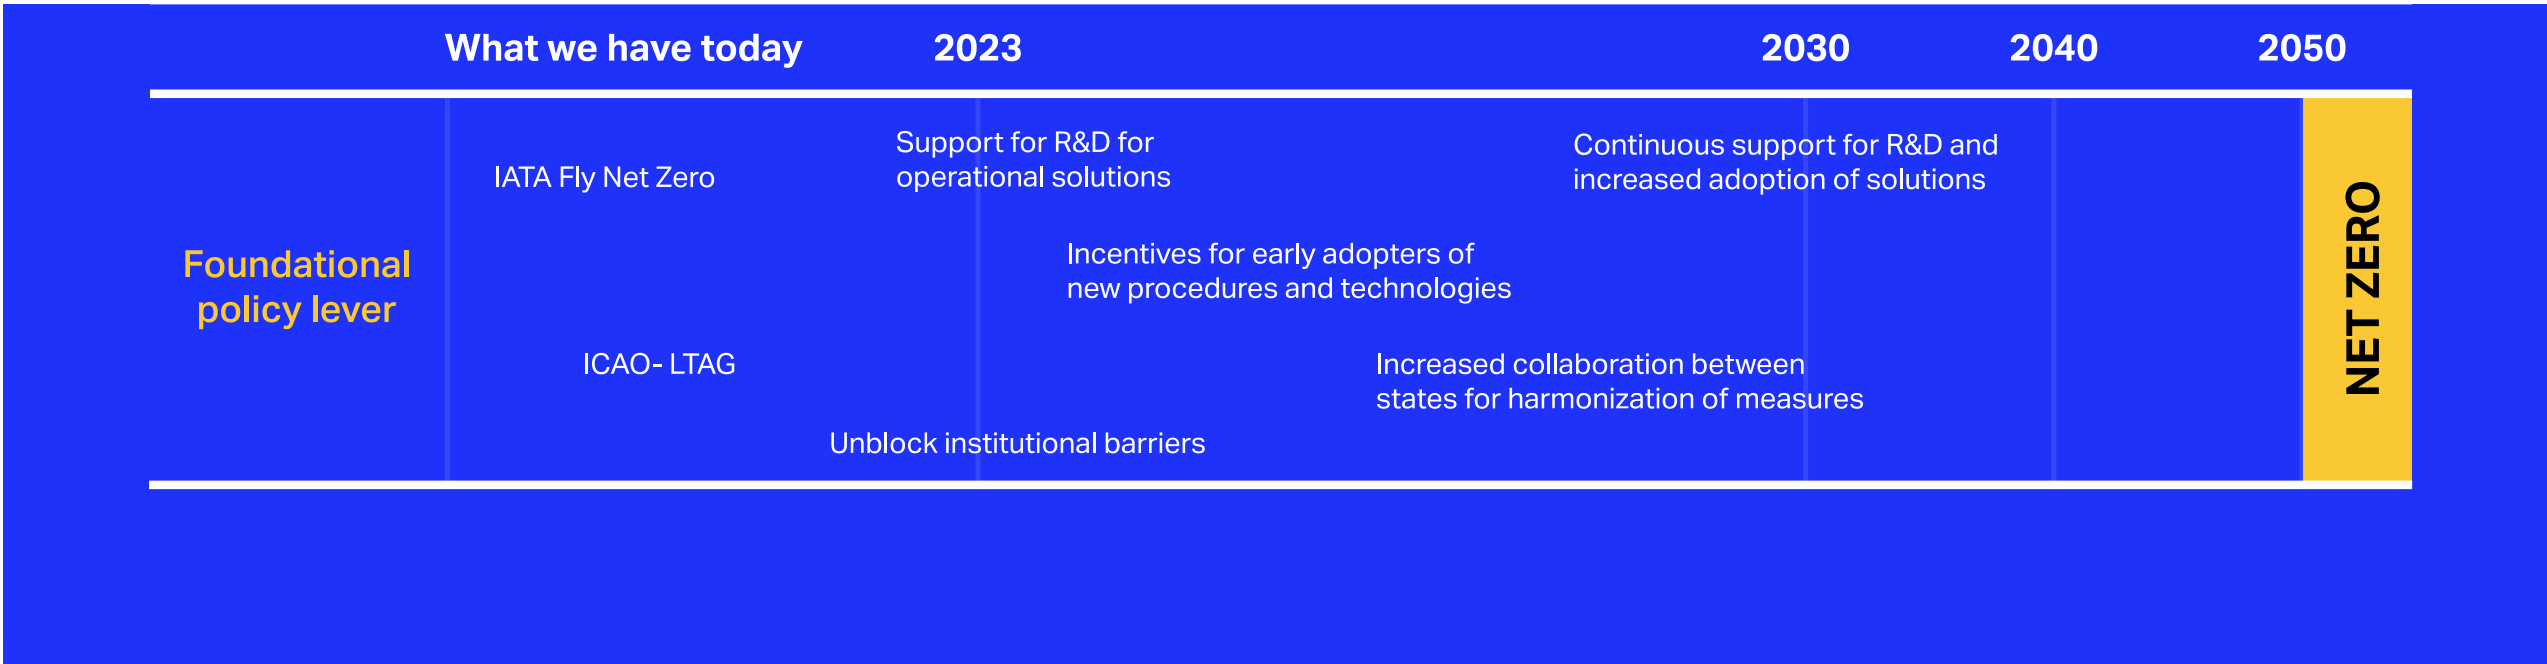 What we have today 2023 2030 2040 2050
Support for R&D for
operational solutions
Continuous support for R&D and
increased adoption of solutions
IATA Fly Net Zero
Incentives for early adopters of
new procedures and technologies
Foundational
policy lever
ICAO- LTAG
Increased collaboration between
states for harmonization of measures
Unblock institutional barriers
NET ZERO